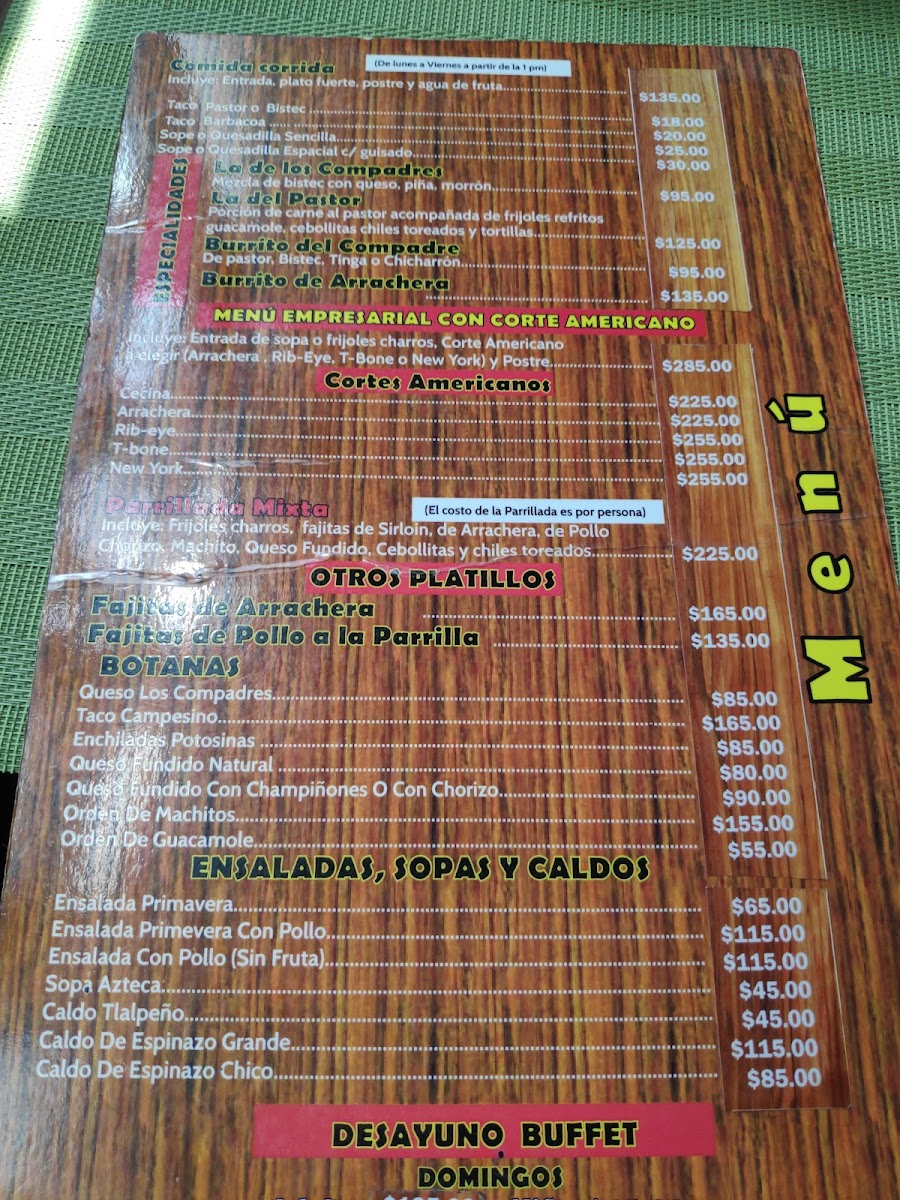 Comida corrida (De lunes a Viernes a partir de la 1 pm)
Incluye: Entrada, plato fuerte, postre y agua de fruta........ $135.00
Taco Pastor o Bistec ........ $18.00
Taco Barbacoa ........ $20.00
Sope o Quesadilla Sencilla........ $25.00
Sope o Quesadilla Espacial c/ guisado........ $30.00
ESPECIALIDADES
La de los Compadres
Mezcla de bistec con queso, piña, morrón........ $95.00
La del Pastor
Porción de carne al pastor acompañada de frijoles refritos
guacamole, cebollitas chiles toreados y tortillas........ $125.00
Burrito del Compadre
De pastor, Bistec, Tinga o Chicharrón........ $95.00
Burrito de Arrachera ........ $135.00
MENÚ EMPRESARIAL CON CORTE AMERICANO
Incluye: Entrada de sopa o frijoles charros, Corte Americano
a elegir (Arrachera , Rib-Eye, T-Bone o New York) y Postre........ $285.00
Cortes Americanos
Cecina........ $225.00
Arrachera........ $225.00
Rib-eye........ $255.00
T-bone........ $255.00
New York........ $255.00
Parrillada Mixta (El costo de la Parrillada es por persona)
Incluye: Frijoles charros, fajitas de Sirloin, de Arrachera, de Pollo
Chorizo, Machito, Queso Fundido, Cebollitas y chiles toreados........ $225.00
OTROS PLATILLOS
Fajitas de Arrachera ........ $165.00
Fajitas de Pollo a la Parrilla ........ $135.00
BOTANAS
Queso Los Compadres........ $85.00
Taco Campesino........ $165.00
Enchiladas Potosinas ........ $85.00
Queso Fundido Natural ........ $80.00
Queso Fundido Con Champiñones O Con Chorizo........ $90.00
Orden De Machitos........ $155.00
Orden De Guacamole........ $55.00
ENSALADAS, SOPAS Y CALDOS
Ensalada Primavera........ $65.00
Ensalada Primevera Con Pollo........ $115.00
Ensalada Con Pollo (Sin Fruta)........ $115.00
Sopa Azteca........ $45.00
Caldo Tlalpeño........ $45.00
Caldo De Espinazo Grande........ $115.00
Caldo De Espinazo Chico........ $85.00
DESAYUNO BUFFET
DOMINGOS
Menú